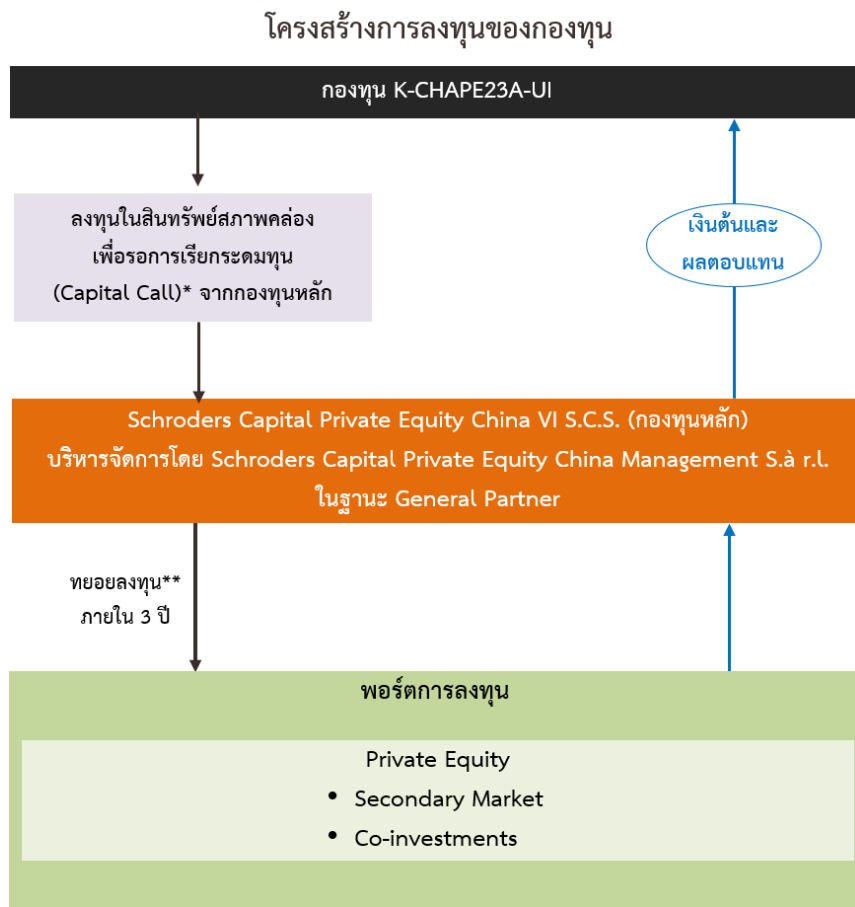 โครงสร้างการลงทุนของกองทุน
กองทุน K-CHAPE23A-UI
ลงทุนในสินทรัพย์สภาพคล่อง
เพื่อรอการเรียกระดมทุน
(Capital Call)* จากกองทุนหลัก
เงินต้นและ
ผลตอบแทน
Schroders Capital Private Equity China VI S.C.S. (กองทุนหลัก)
บริหารจัดการโดย Schroders Capital Private Equity China Management S.à r.l.
ในฐานะ General Partner
ทยอยลงทุน**
ภายใน 3 ปี
พอร์ตการลงทุน
Private Equity
• Secondary Market
• Co-investments